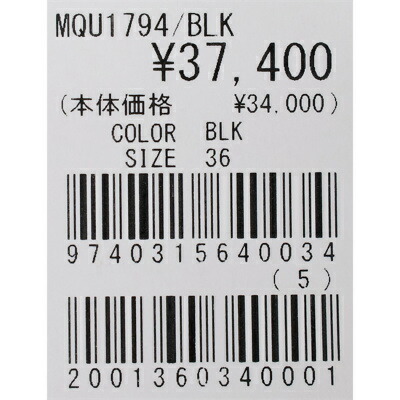 MQU1794/BLK
¥37,400
(本体価格 ¥34,000)
COLOR BLK
SIZE 36
9740315640034
(5)
2001360340001